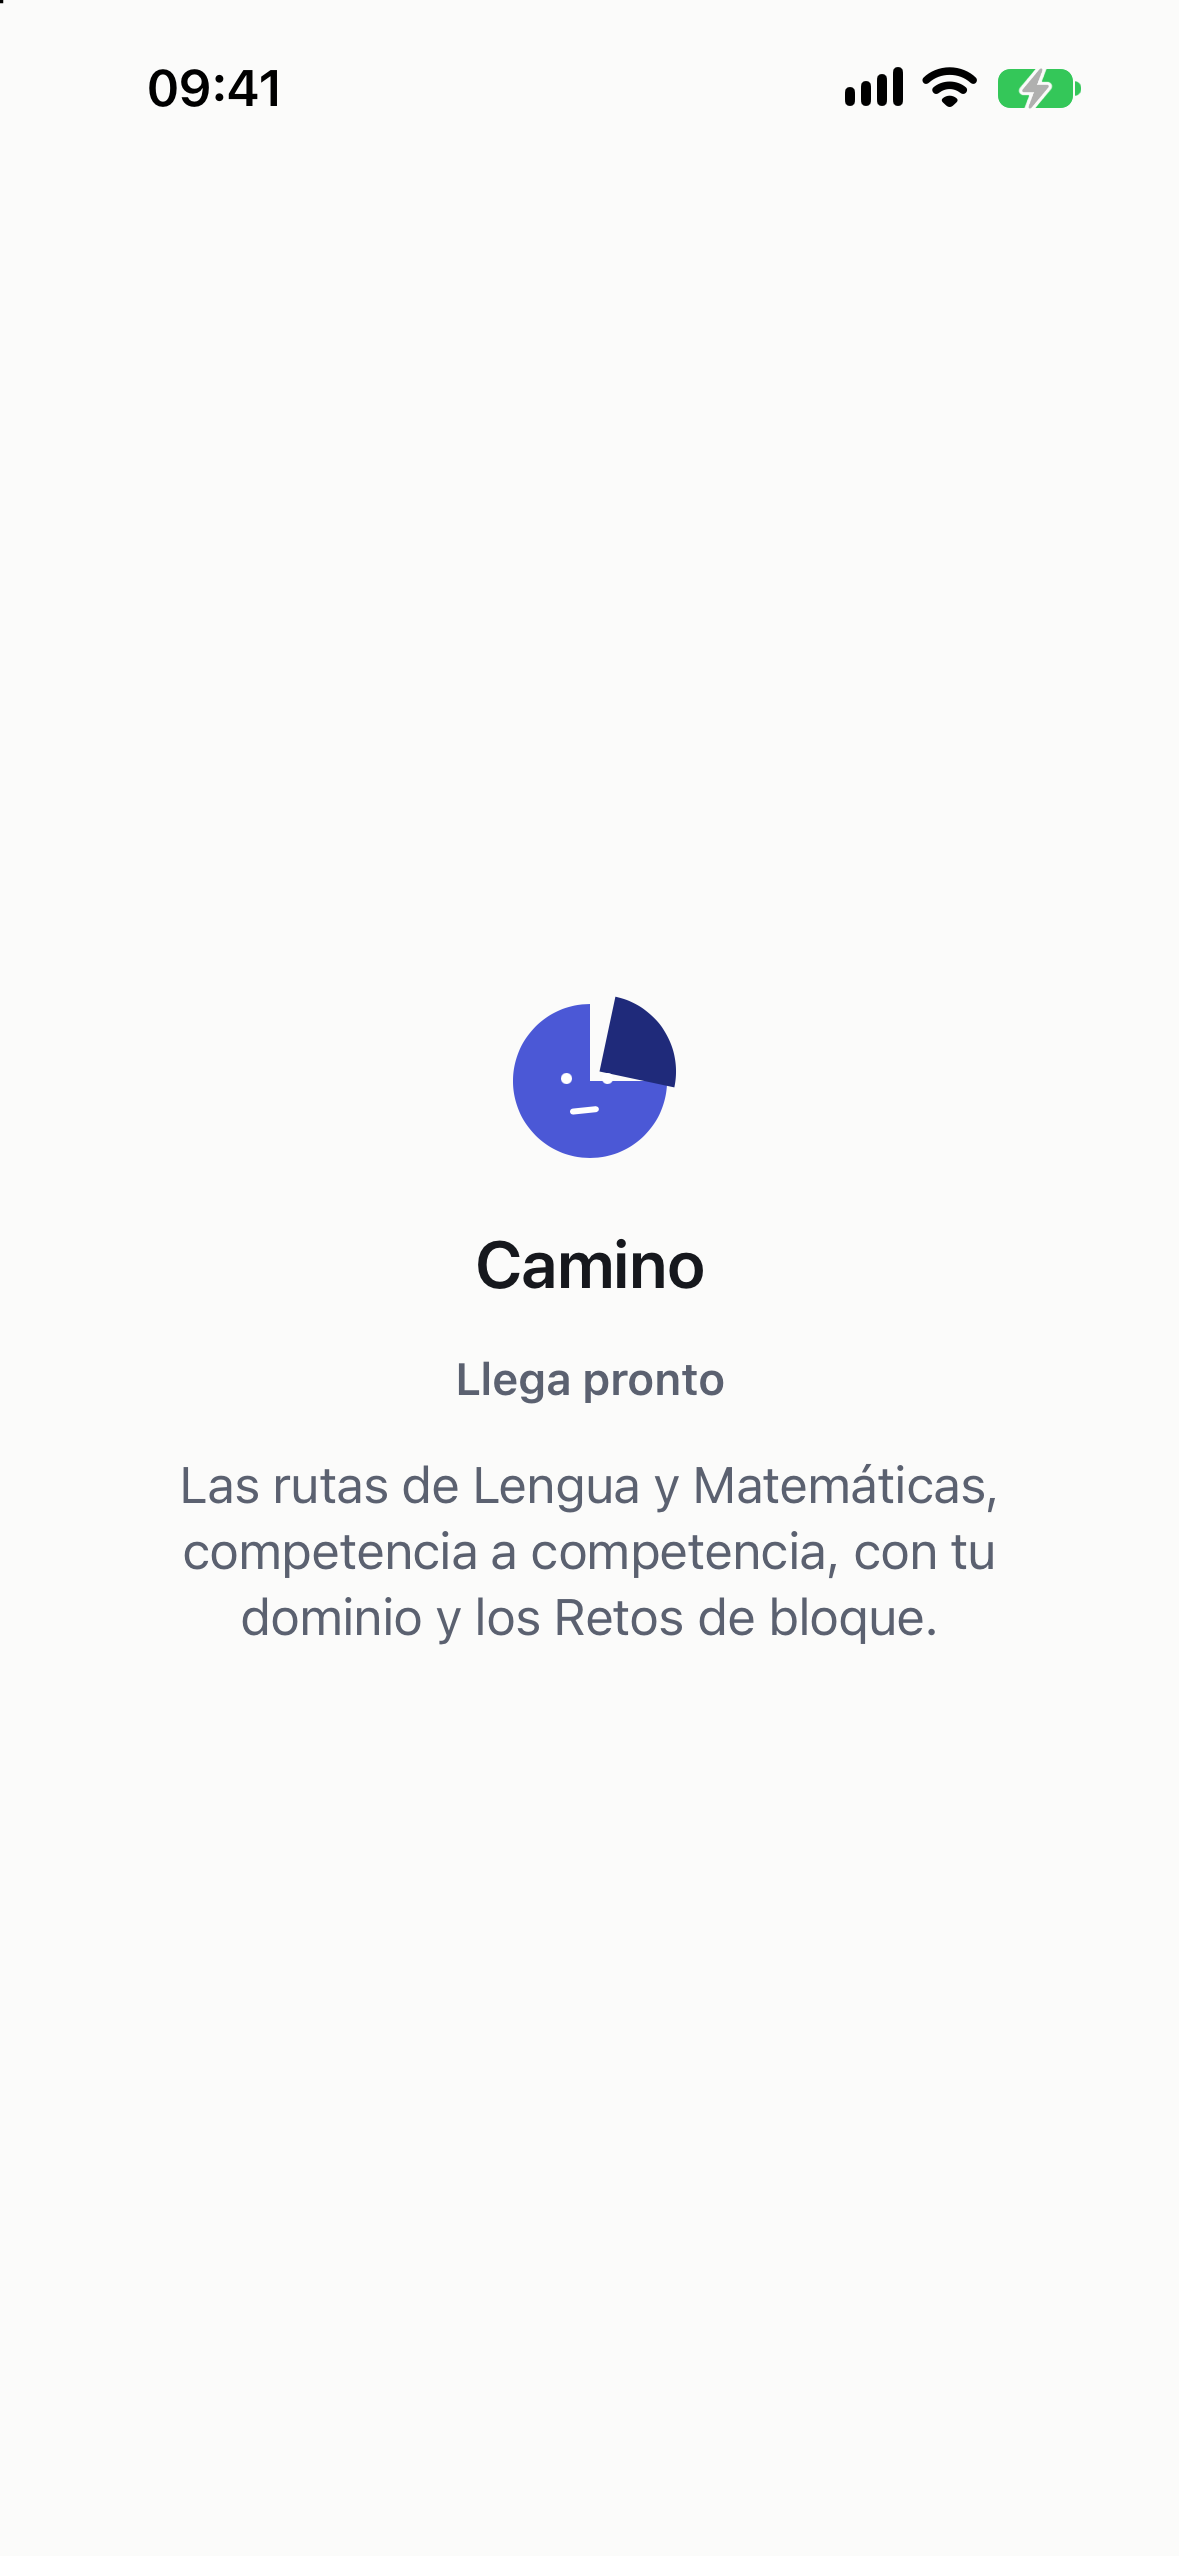 09:41
Camino
Llega pronto
Las rutas de Lengua y Matemáticas,
competencia a competencia, con tu
dominio y los Retos de bloque.